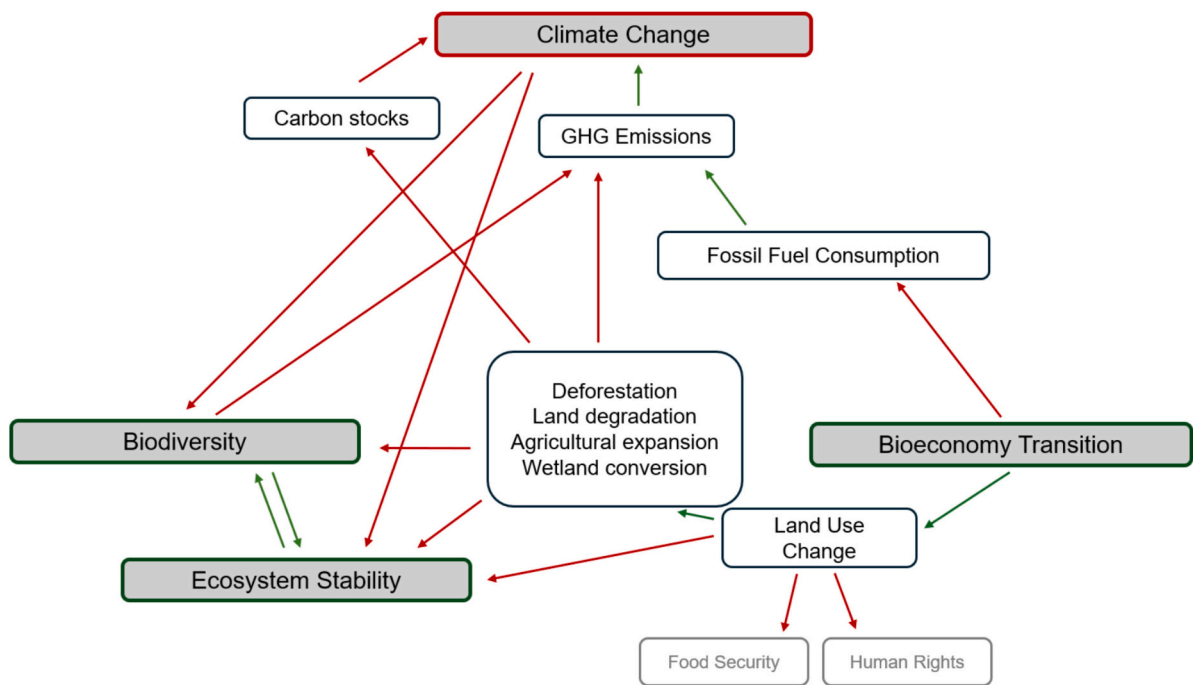 Climate Change
Carbon stocks
GHG Emissions
Fossil Fuel Consumption
Deforestation
Land degradation
Agricultural expansion
Wetland conversion
Biodiversity
Bioeconomy Transition
Land Use
Change
Ecosystem Stability
Food Security
Human Rights